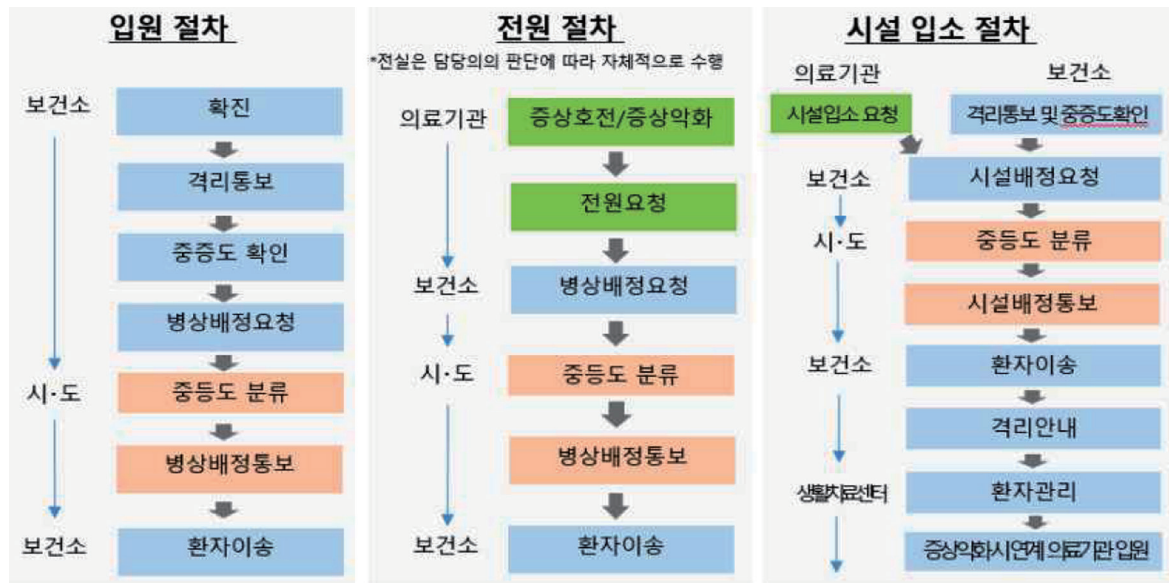 입원 절차
보건소
확진
격리통보
중증도 확인
병상배정요청
시·도
중등도 분류
병상배정통보
보건소
환자이송
전원 절차
*전실은 담당의의 판단에 따라 자체적으로 수행
의료기관
증상호전/증상악화
전원요청
보건소
병상배정요청
시·도
중등도 분류
병상배정통보
보건소
환자이송
시설 입소 절차
의료기관
보건소
시설입소 요청
격리통보 및 중증도확인
보건소
시설배정요청
시·도
중등도 분류
시설배정통보
보건소
환자이송
격리안내
생활치료센터
환자관리
증상악화시 연계 의료기관 입원